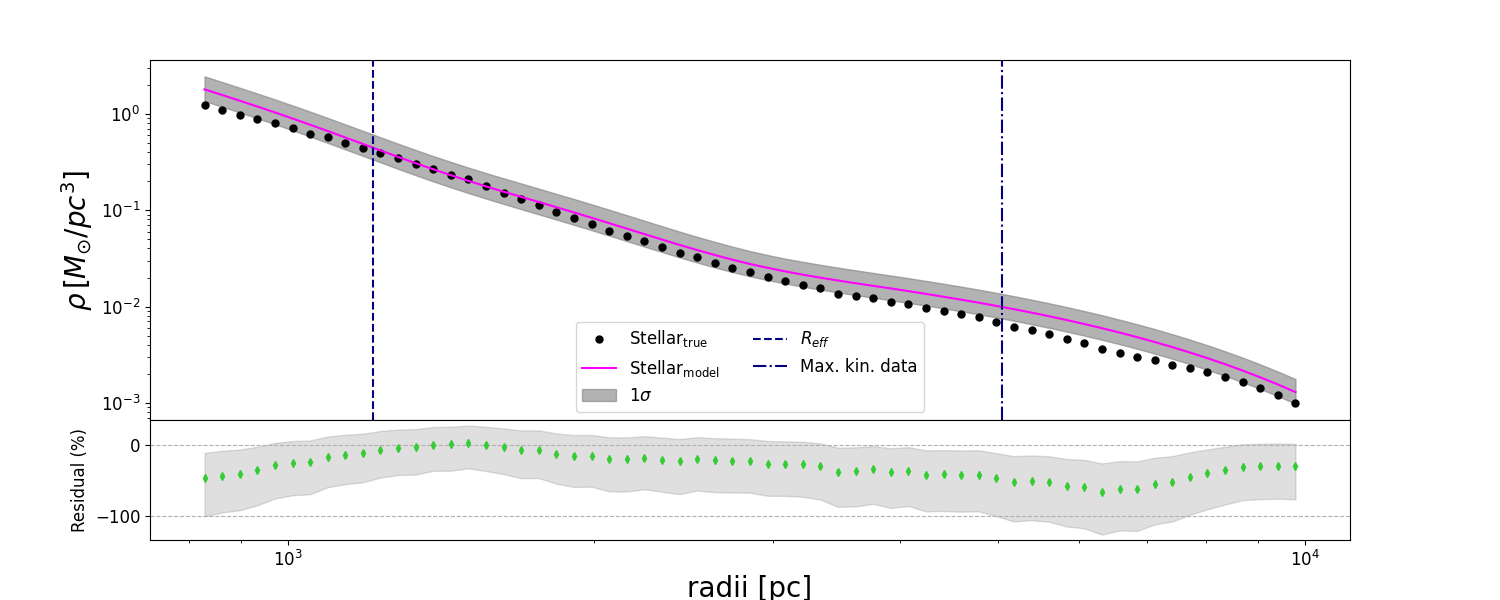 ρ [M⊙/pc³]
10⁰
10⁻¹
10⁻²
10⁻³
Stellar_true
Stellar_model
1σ
R_eff
Max. kin. data
Residual (%)
0
−100
10³
10⁴
radii [pc]